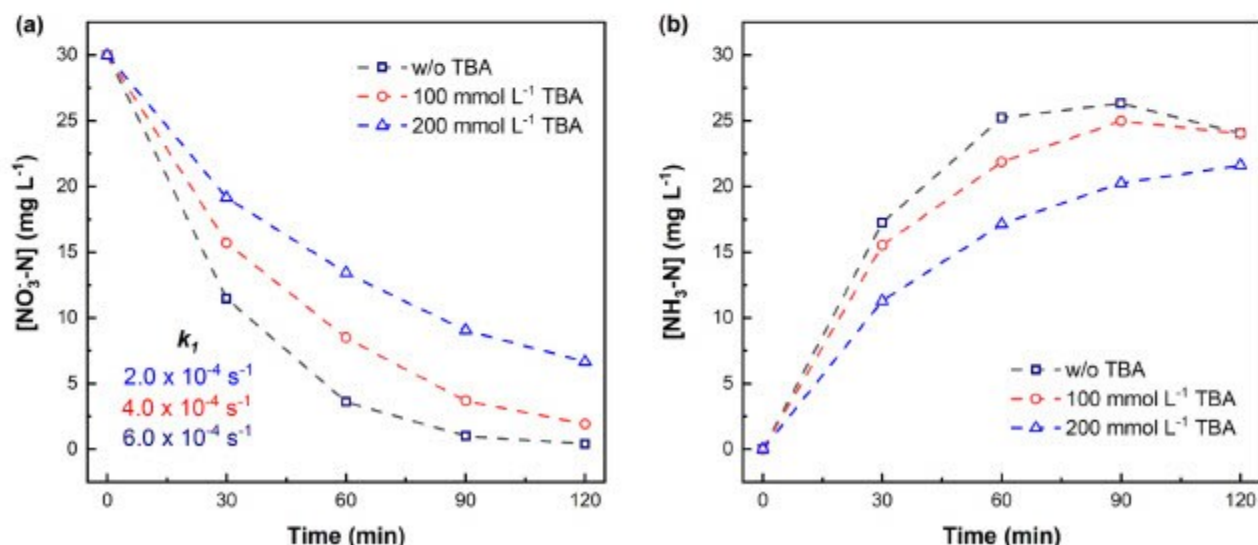 (a)
30
25
20
15
10
5
0
[NO₃⁻-N] (mg L⁻¹)
w/o TBA
100 mmol L⁻¹ TBA
200 mmol L⁻¹ TBA
k₁
2.0 x 10⁻⁴ s⁻¹
4.0 x 10⁻⁴ s⁻¹
6.0 x 10⁻⁴ s⁻¹
0 30 60 90 120
Time (min)
(b)
30
25
20
15
10
5
0
[NH₃-N] (mg L⁻¹)
w/o TBA
100 mmol L⁻¹ TBA
200 mmol L⁻¹ TBA
0 30 60 90 120
Time (min)